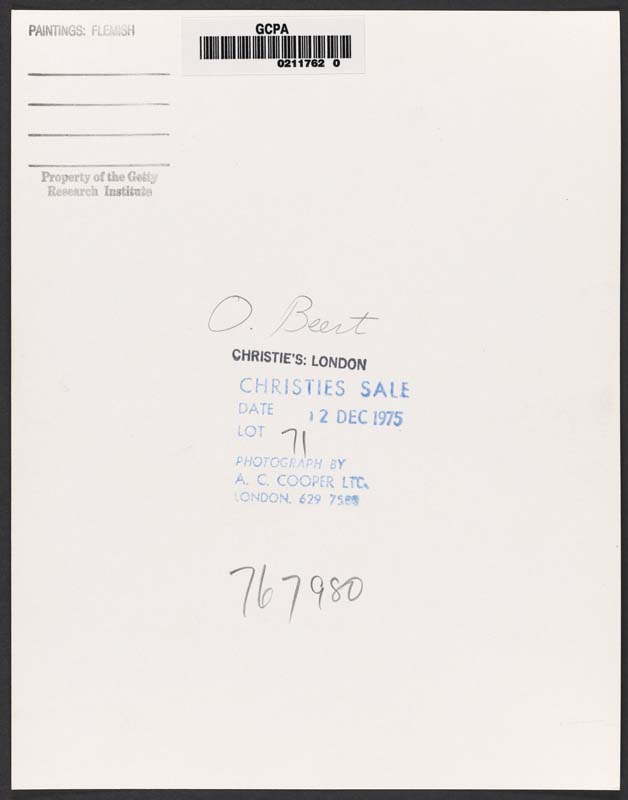 PAINTINGS: FLEMISH
GCPA
0211762 0
Property of the Getty
Research Institute
O. Beert
CHRISTIE'S: LONDON
CHRISTIES SALE
DATE 12 DEC 1975
LOT 71
PHOTOGRAPH BY
A. C. COOPER LTD.
LONDON. 629
767980